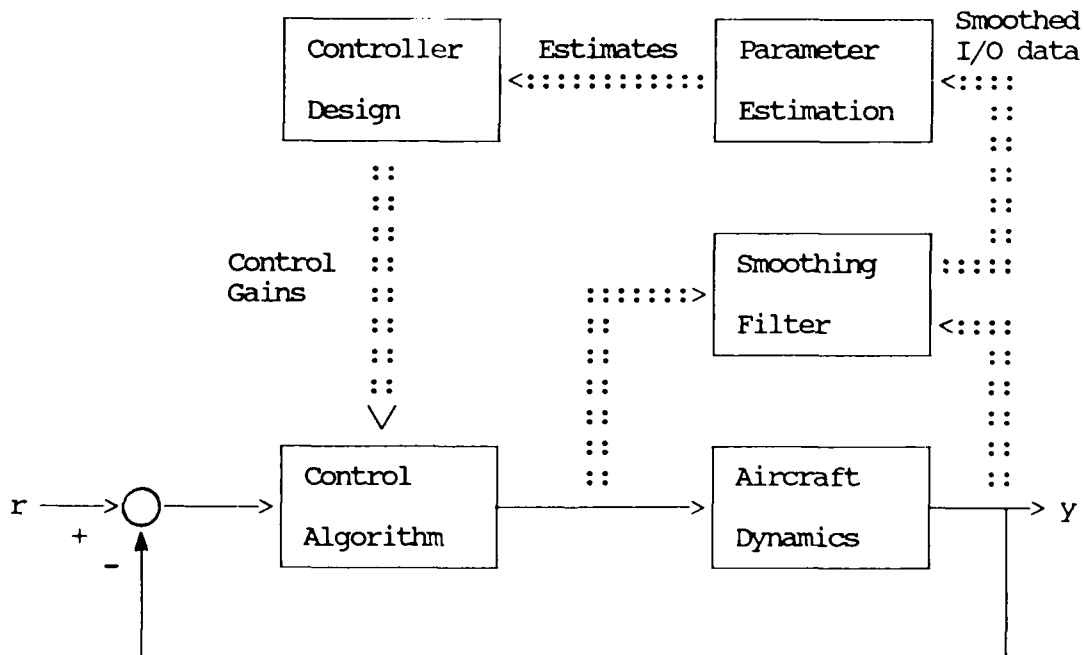 Controller
Design
Estimates
Parameter
Estimation
Smoothed
I/O data
Control
Gains
Smoothing
Filter
r
+
-
Control
Algorithm
Aircraft
Dynamics
y